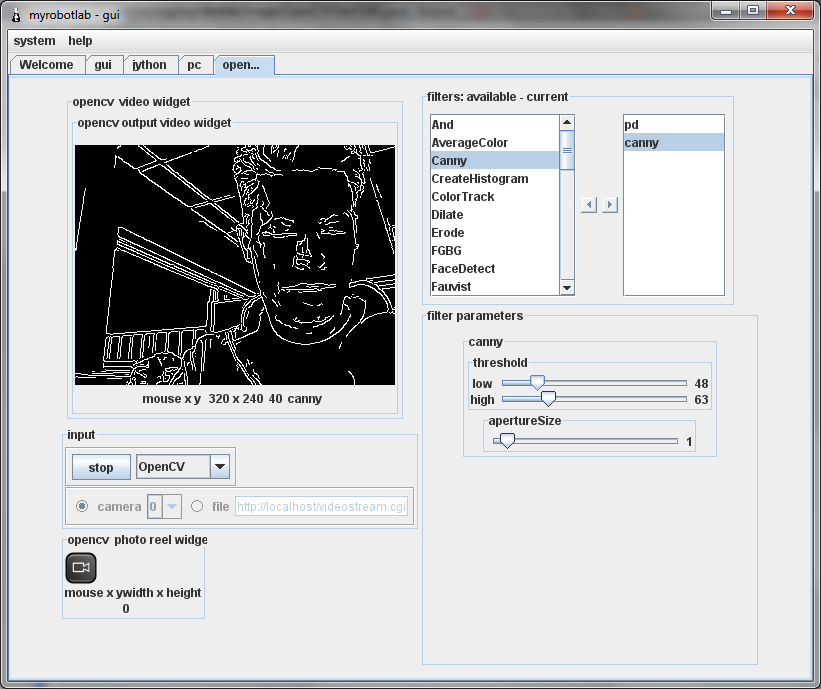 myrobotlab - gui
system help
Welcome gui jython pc open...
opencv video widget
opencv output video widget
mouse x y 320 x 240 40 canny
input
stop OpenCV
camera 0 file http://localhost/videostream.cgi
opencv photo reel widge
mouse x ywidth x height
0
filters: available - current
And
AverageColor
Canny
CreateHistogram
ColorTrack
Dilate
Erode
FGBG
FaceDetect
Fauvist
pd
canny
filter parameters
canny
threshold
low 48
high 63
apertureSize
1